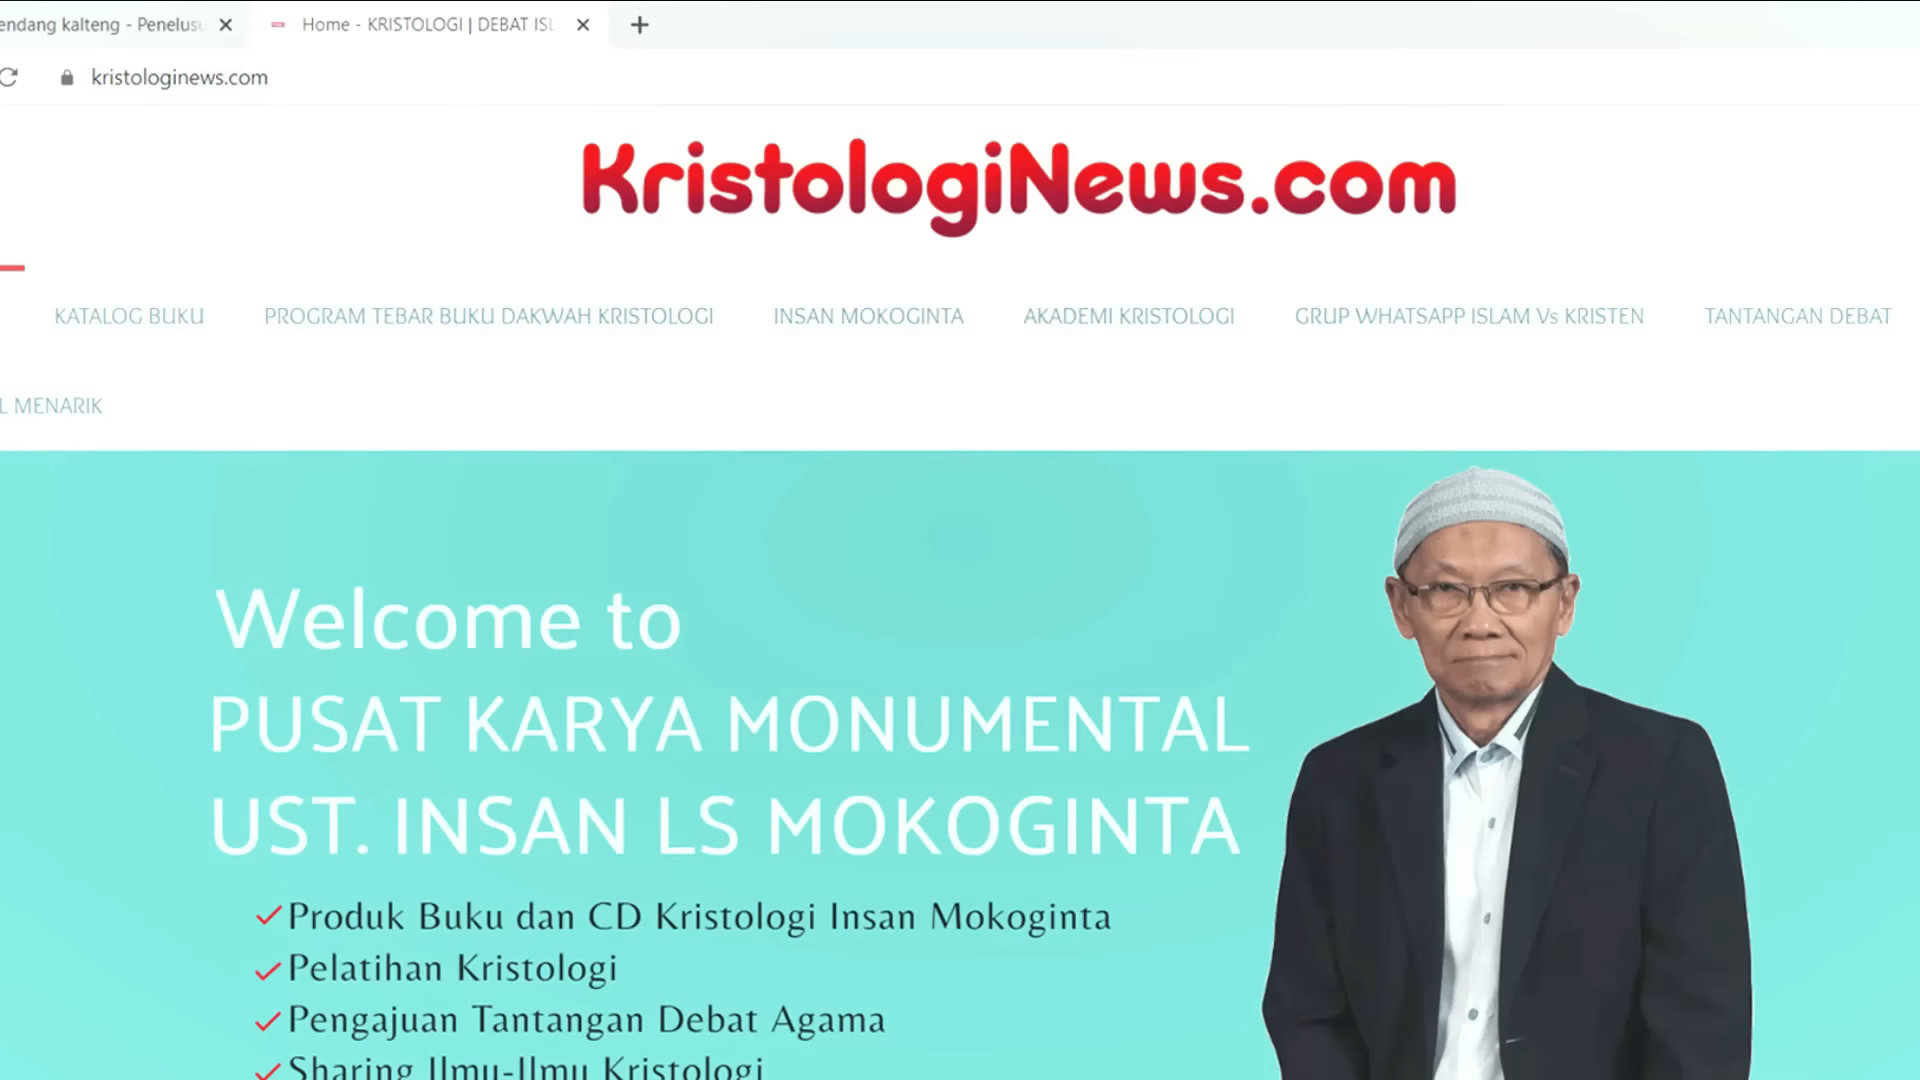 endang kalteng - Penelus
Home - KRISTOLOGI | DEBAT ISL
kristologinews.com
KristologiNews.com
KATALOG BUKU
PROGRAM TEBAR BUKU DAKWAH KRISTOLOGI
INSAN MOKOGINTA
AKADEMI KRISTOLOGI
GRUP WHATSAPP ISLAM Vs KRISTEN
TANTANGAN DEBAT
L MENARIK
Welcome to
PUSAT KARYA MONUMENTAL
UST. INSAN LS MOKOGINTA
Produk Buku dan CD Kristologi Insan Mokoginta
Pelatihan Kristologi
Pengajuan Tantangan Debat Agama
Sharing Ilmu-Ilmu Kristologi